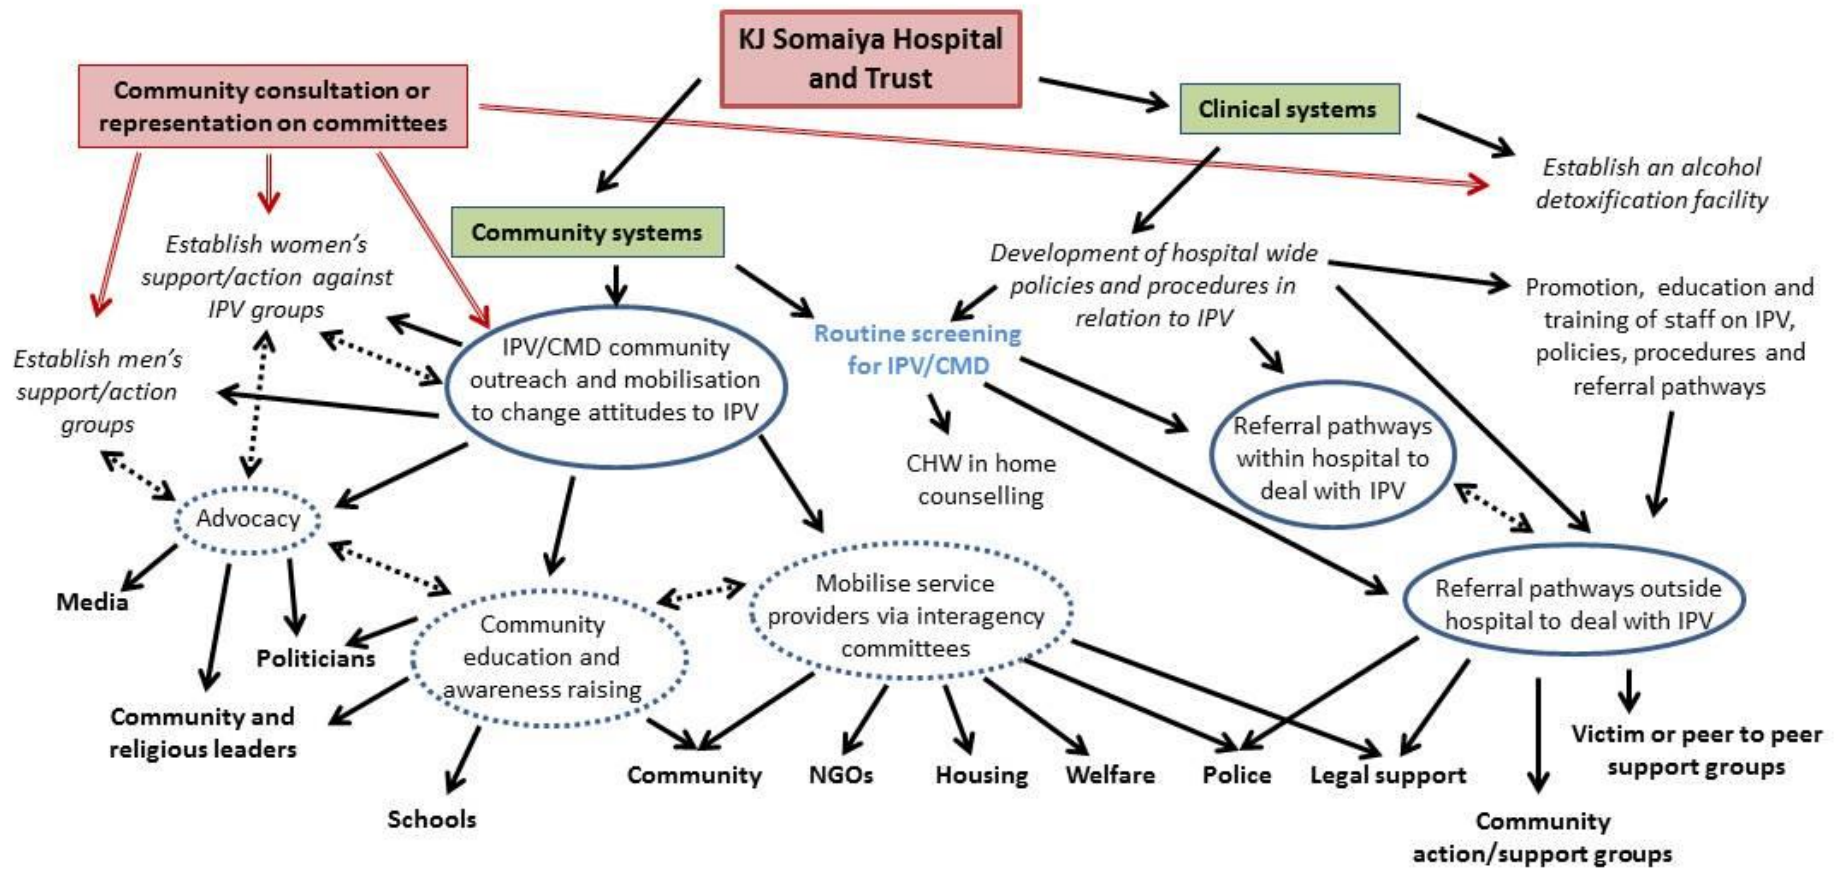 KJ Somaiya Hospital
and Trust
Community consultation or
representation on committees
Clinical systems
Establish an alcohol
detoxification facility
Community systems
Establish women's
support/action against
IPV groups
Development of hospital wide
policies and procedures in
relation to IPV
Promotion, education and
training of staff on IPV,
policies, procedures and
referral pathways
Establish men's
support/action
groups
IPV/CMD community
outreach and mobilisation
to change attitudes to IPV
Routine screening
for IPV/CMD
Referral pathways
within hospital to
deal with IPV
CHW in home
counselling
Advocacy
Media
Politicians
Community and
religious leaders
Community
education and
awareness raising
Mobilise service
providers via interagency
committees
Referral pathways outside
hospital to deal with IPV
Schools
Community
NGOs
Housing
Welfare
Police
Legal support
Victim or peer to peer
support groups
Community
action/support groups